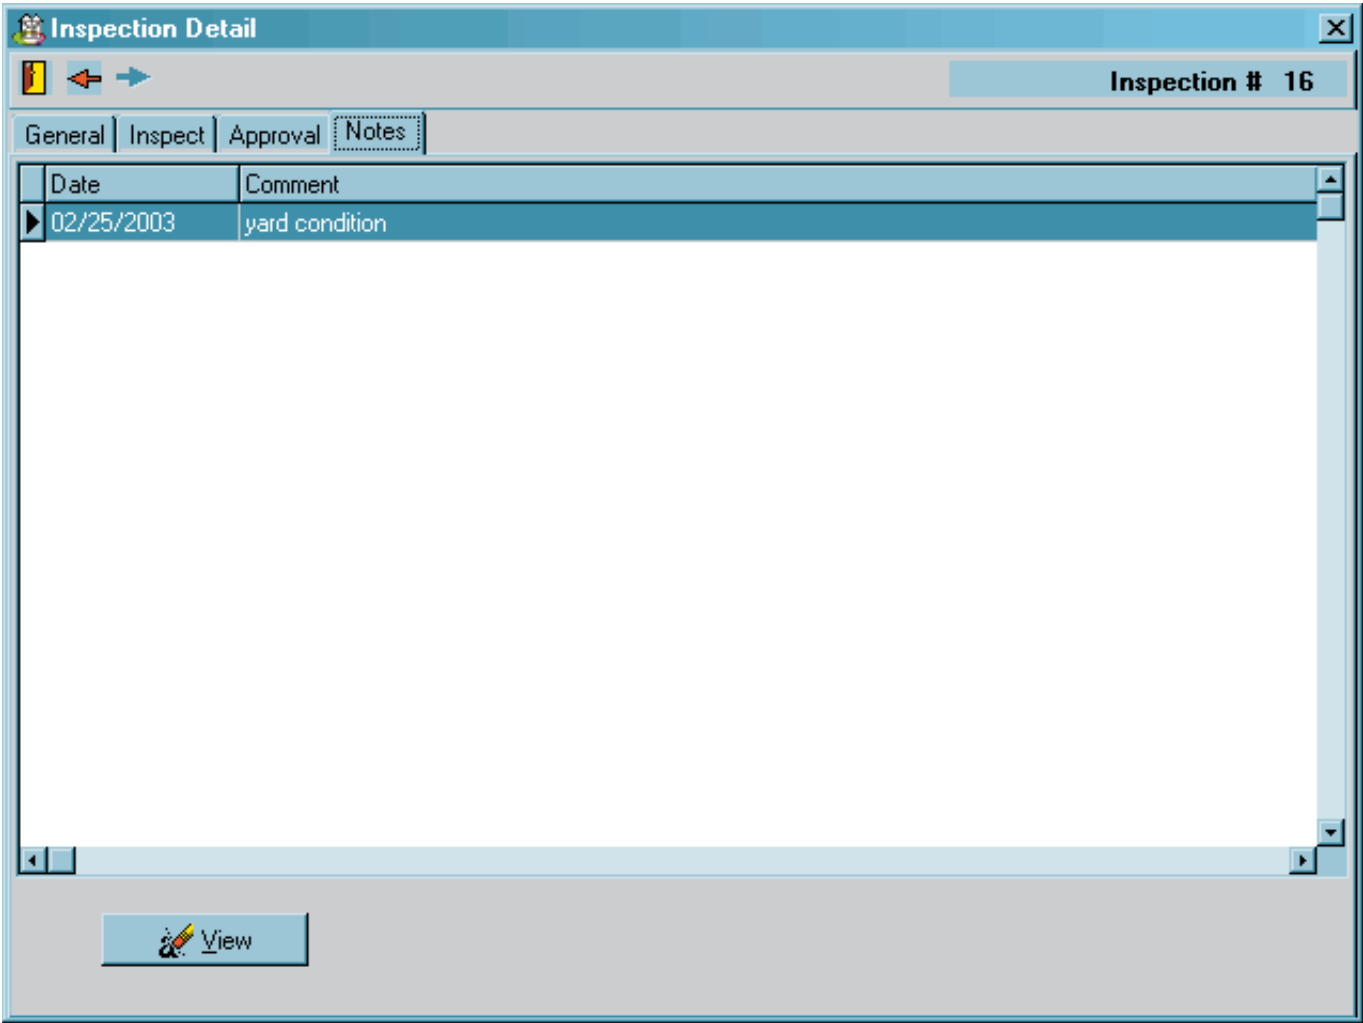 Inspection Detail
Inspection # 16
General Inspect Approval Notes
Date Comment
02/25/2003 yard condition
View